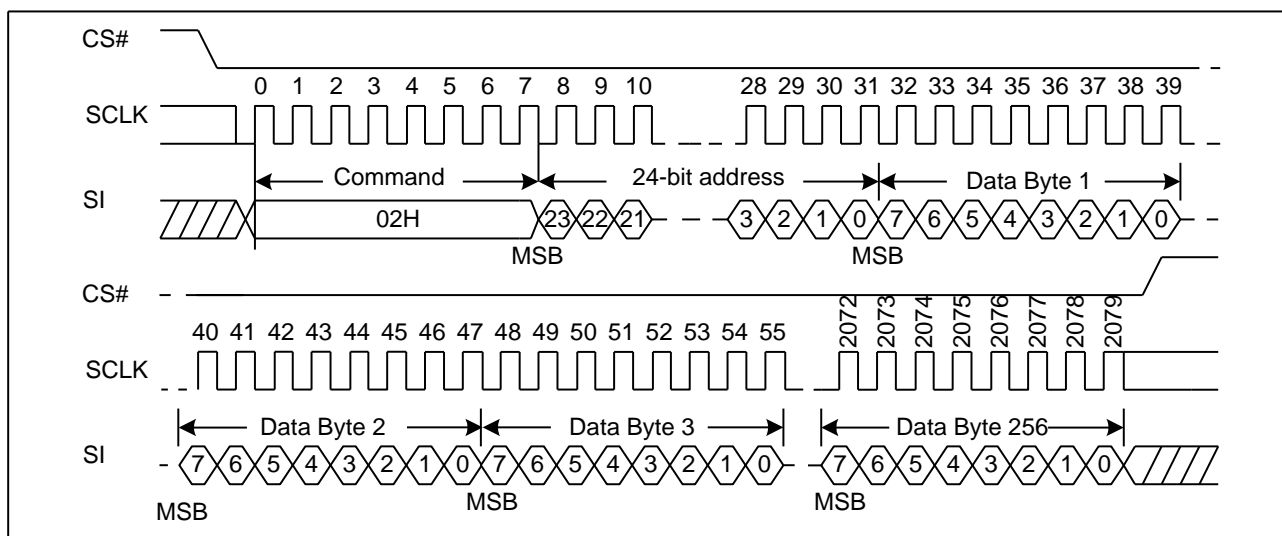 CS#
0 1 2 3 4 5 6 7 8 9 10 28 29 30 31 32 33 34 35 36 37 38 39
SCLK
Command 24-bit address Data Byte 1
SI
02H 23 22 21 3 2 1 0 7 6 5 4 3 2 1 0
MSB MSB
CS#
40 41 42 43 44 45 46 47 48 49 50 51 52 53 54 55 2072 2073 2074 2075 2076 2077 2078 2079
SCLK
Data Byte 2 Data Byte 3 Data Byte 256
SI
7 6 5 4 3 2 1 0 7 6 5 4 3 2 1 0 7 6 5 4 3 2 1 0
MSB MSB MSB